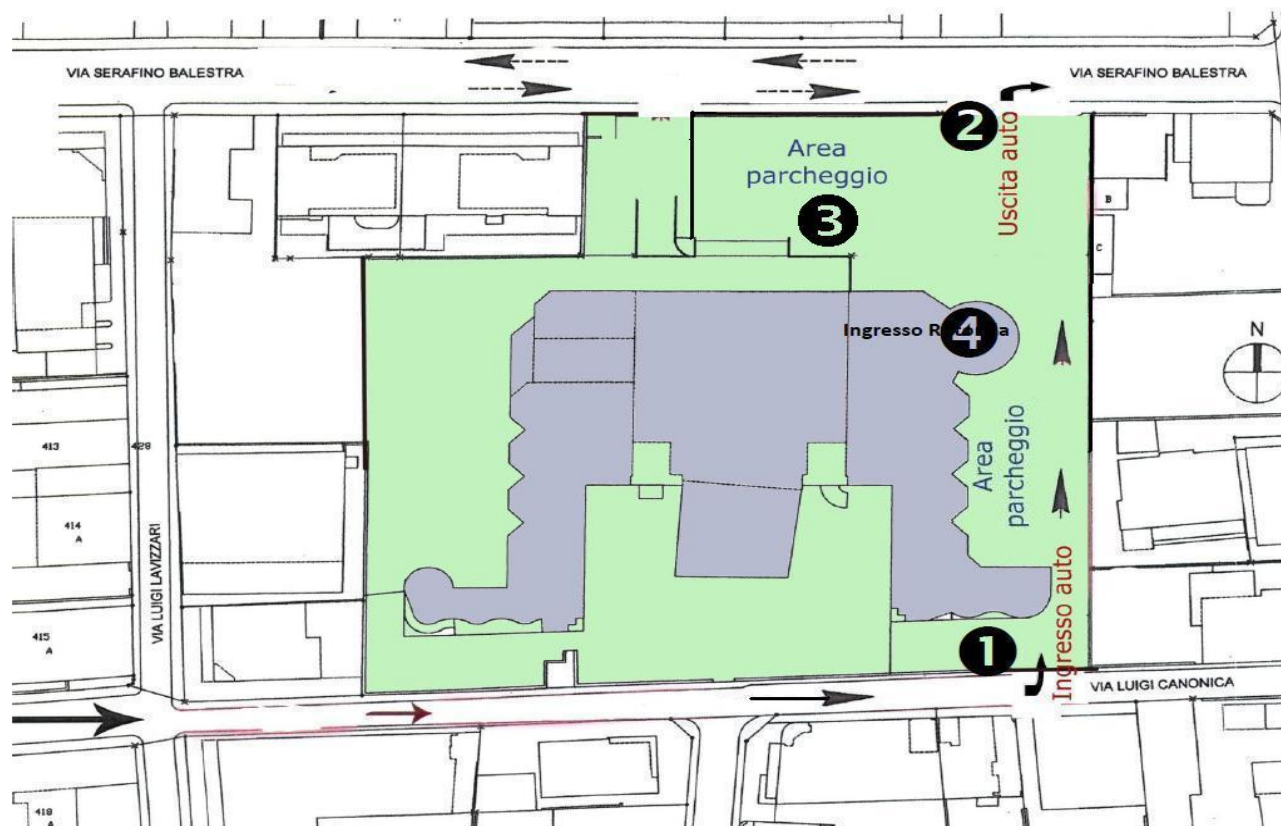 VIA SERAFINO BALESTRA
VIA SERAFINO BALESTRA
2
Uscita auto
Area
parcheggio
3
B
C
Ingresso
4
N
413
428
Area
parcheggio
414
A
VIA LUIGI LAVIZZARI
Ingresso auto
415
A
1
VIA LUIGI CANONICA
418
A